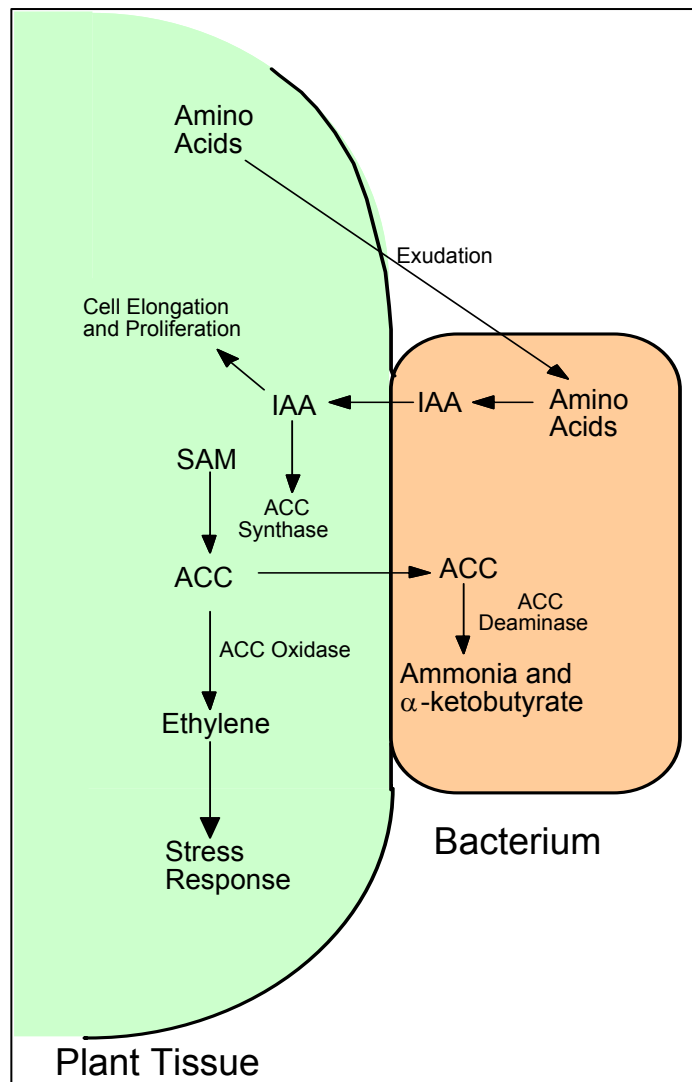 Amino
Acids
Exudation
Cell Elongation
and Proliferation
IAA
IAA
Amino
Acids
SAM
ACC
Synthase
ACC
ACC
ACC
Deaminase
ACC Oxidase
Ammonia and
α-ketobutyrate
Ethylene
Stress
Response
Bacterium
Plant Tissue